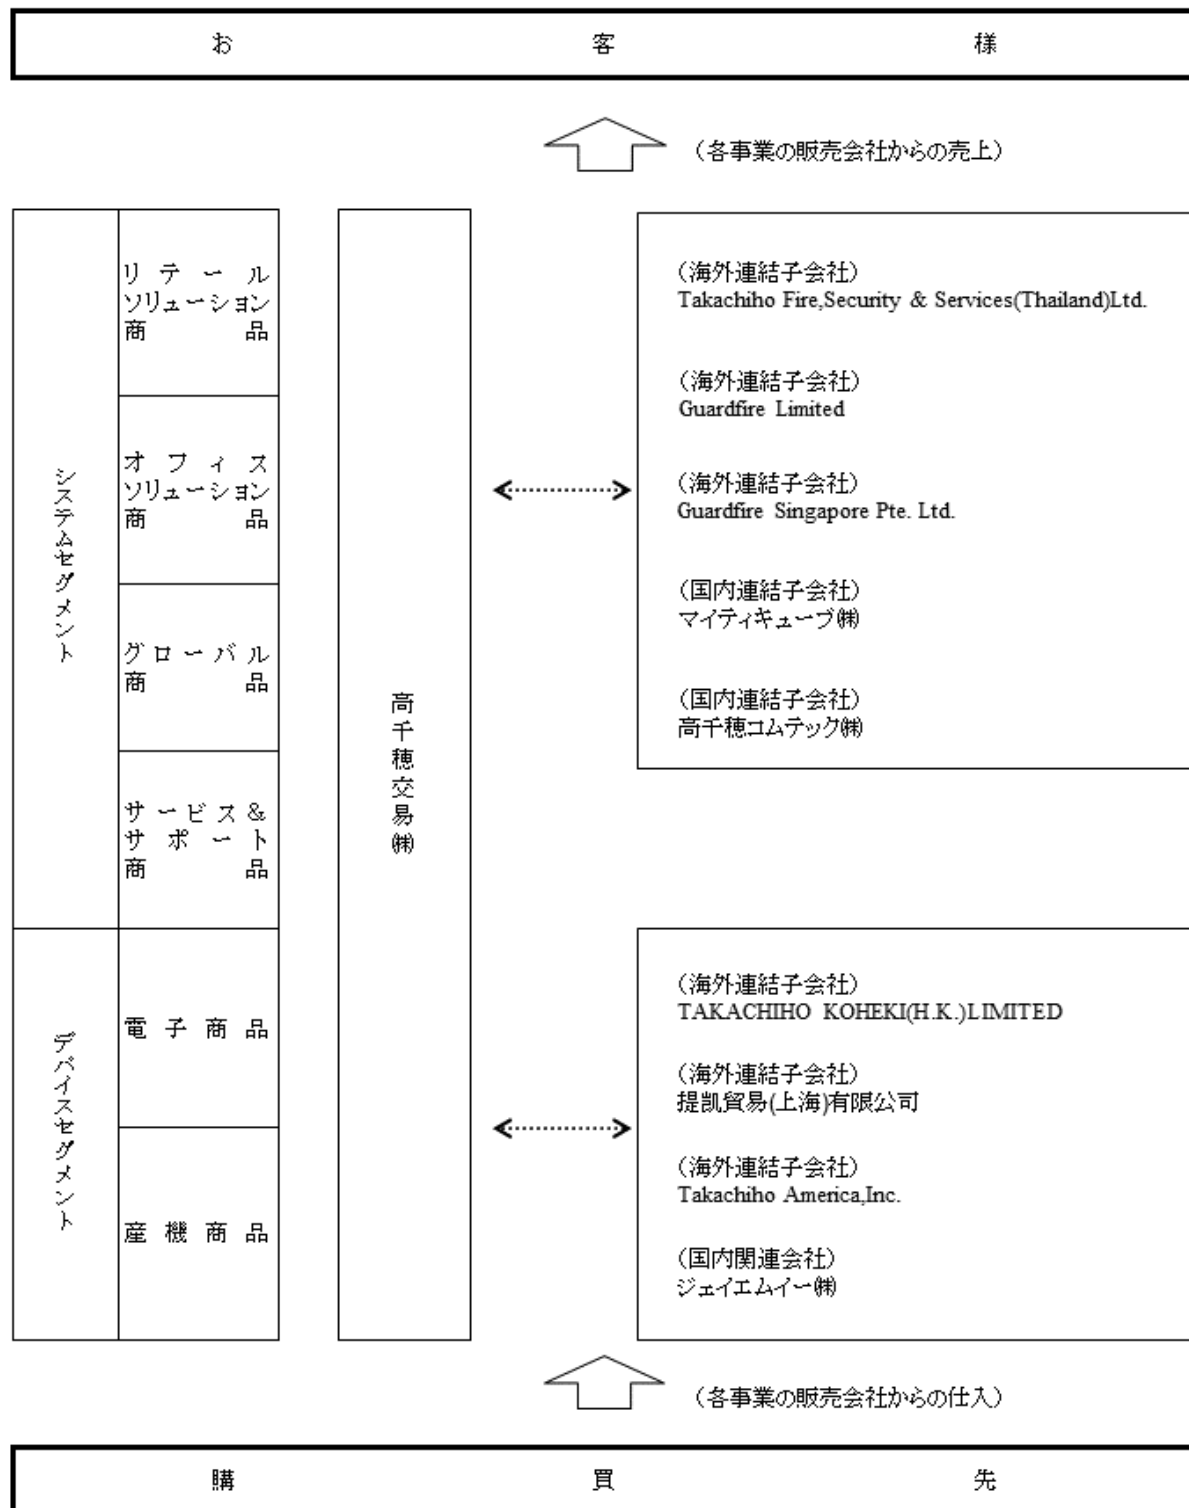 お客様
（各事業の販売会社からの売上）
システムセグメント
リテール
ソリューション
商品
オフィス
ソリューション
商品
グローバル
商品
サービス＆
サポート
商品
デバイスセグメント
電子商品
産機商品
高千穂交易㈱
（海外連結子会社）
Takachiho Fire,Security & Services(Thailand)Ltd.
（海外連結子会社）
Guardfire Limited
（海外連結子会社）
Guardfire Singapore Pte. Ltd.
（国内連結子会社）
マイティキューブ㈱
（国内連結子会社）
高千穂コムテック㈱
（海外連結子会社）
TAKACHIHO KOHEKI(H.K.)LIMITED
（海外連結子会社）
提凱貿易(上海)有限公司
（海外連結子会社）
Takachiho America,Inc.
（国内関連会社）
ジェイエムイー㈱
（各事業の販売会社からの仕入）
購買先